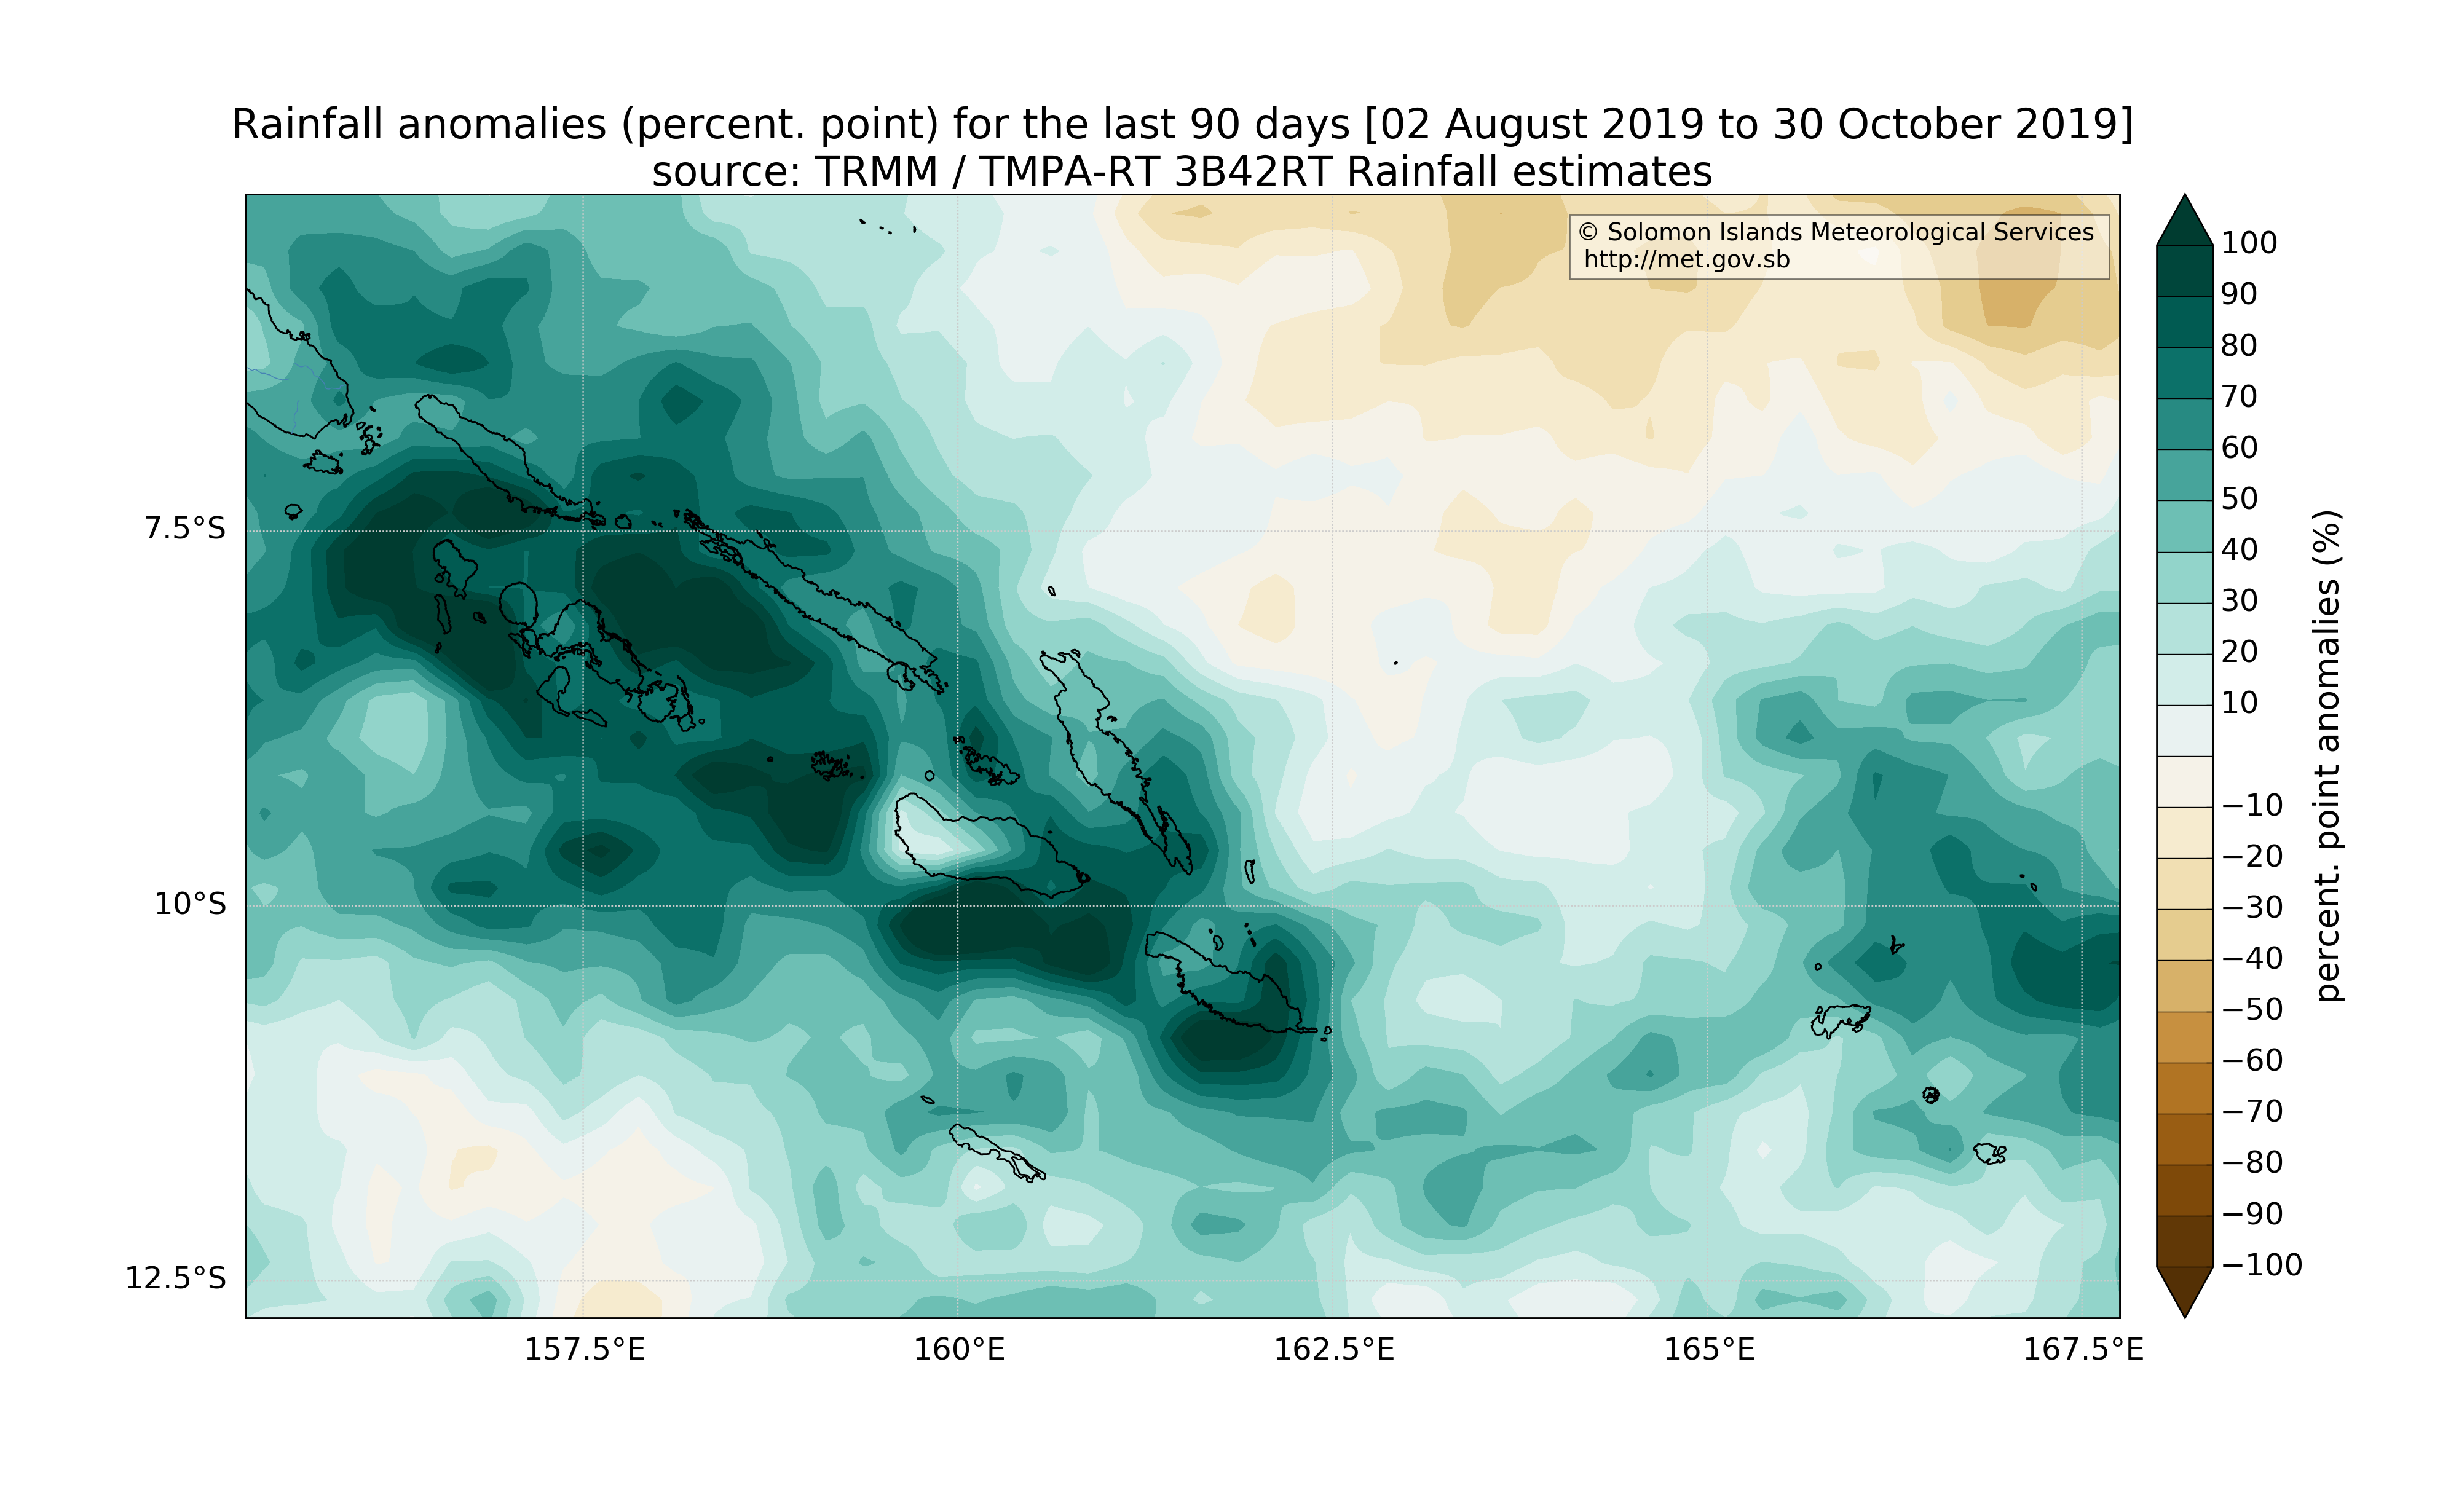 Rainfall anomalies (percent. point) for the last 90 days [02 August 2019 to 30 October 2019]
source: TRMM / TMPA-RT 3B42RT Rainfall estimates
© Solomon Islands Meteorological Services
http://met.gov.sb
7.5°S
10°S
12.5°S
157.5°E
160°E
162.5°E
165°E
167.5°E
100
90
80
70
60
50
40
30
20
10
−10
−20
−30
−40
−50
−60
−70
−80
−90
−100
percent. point anomalies (%)